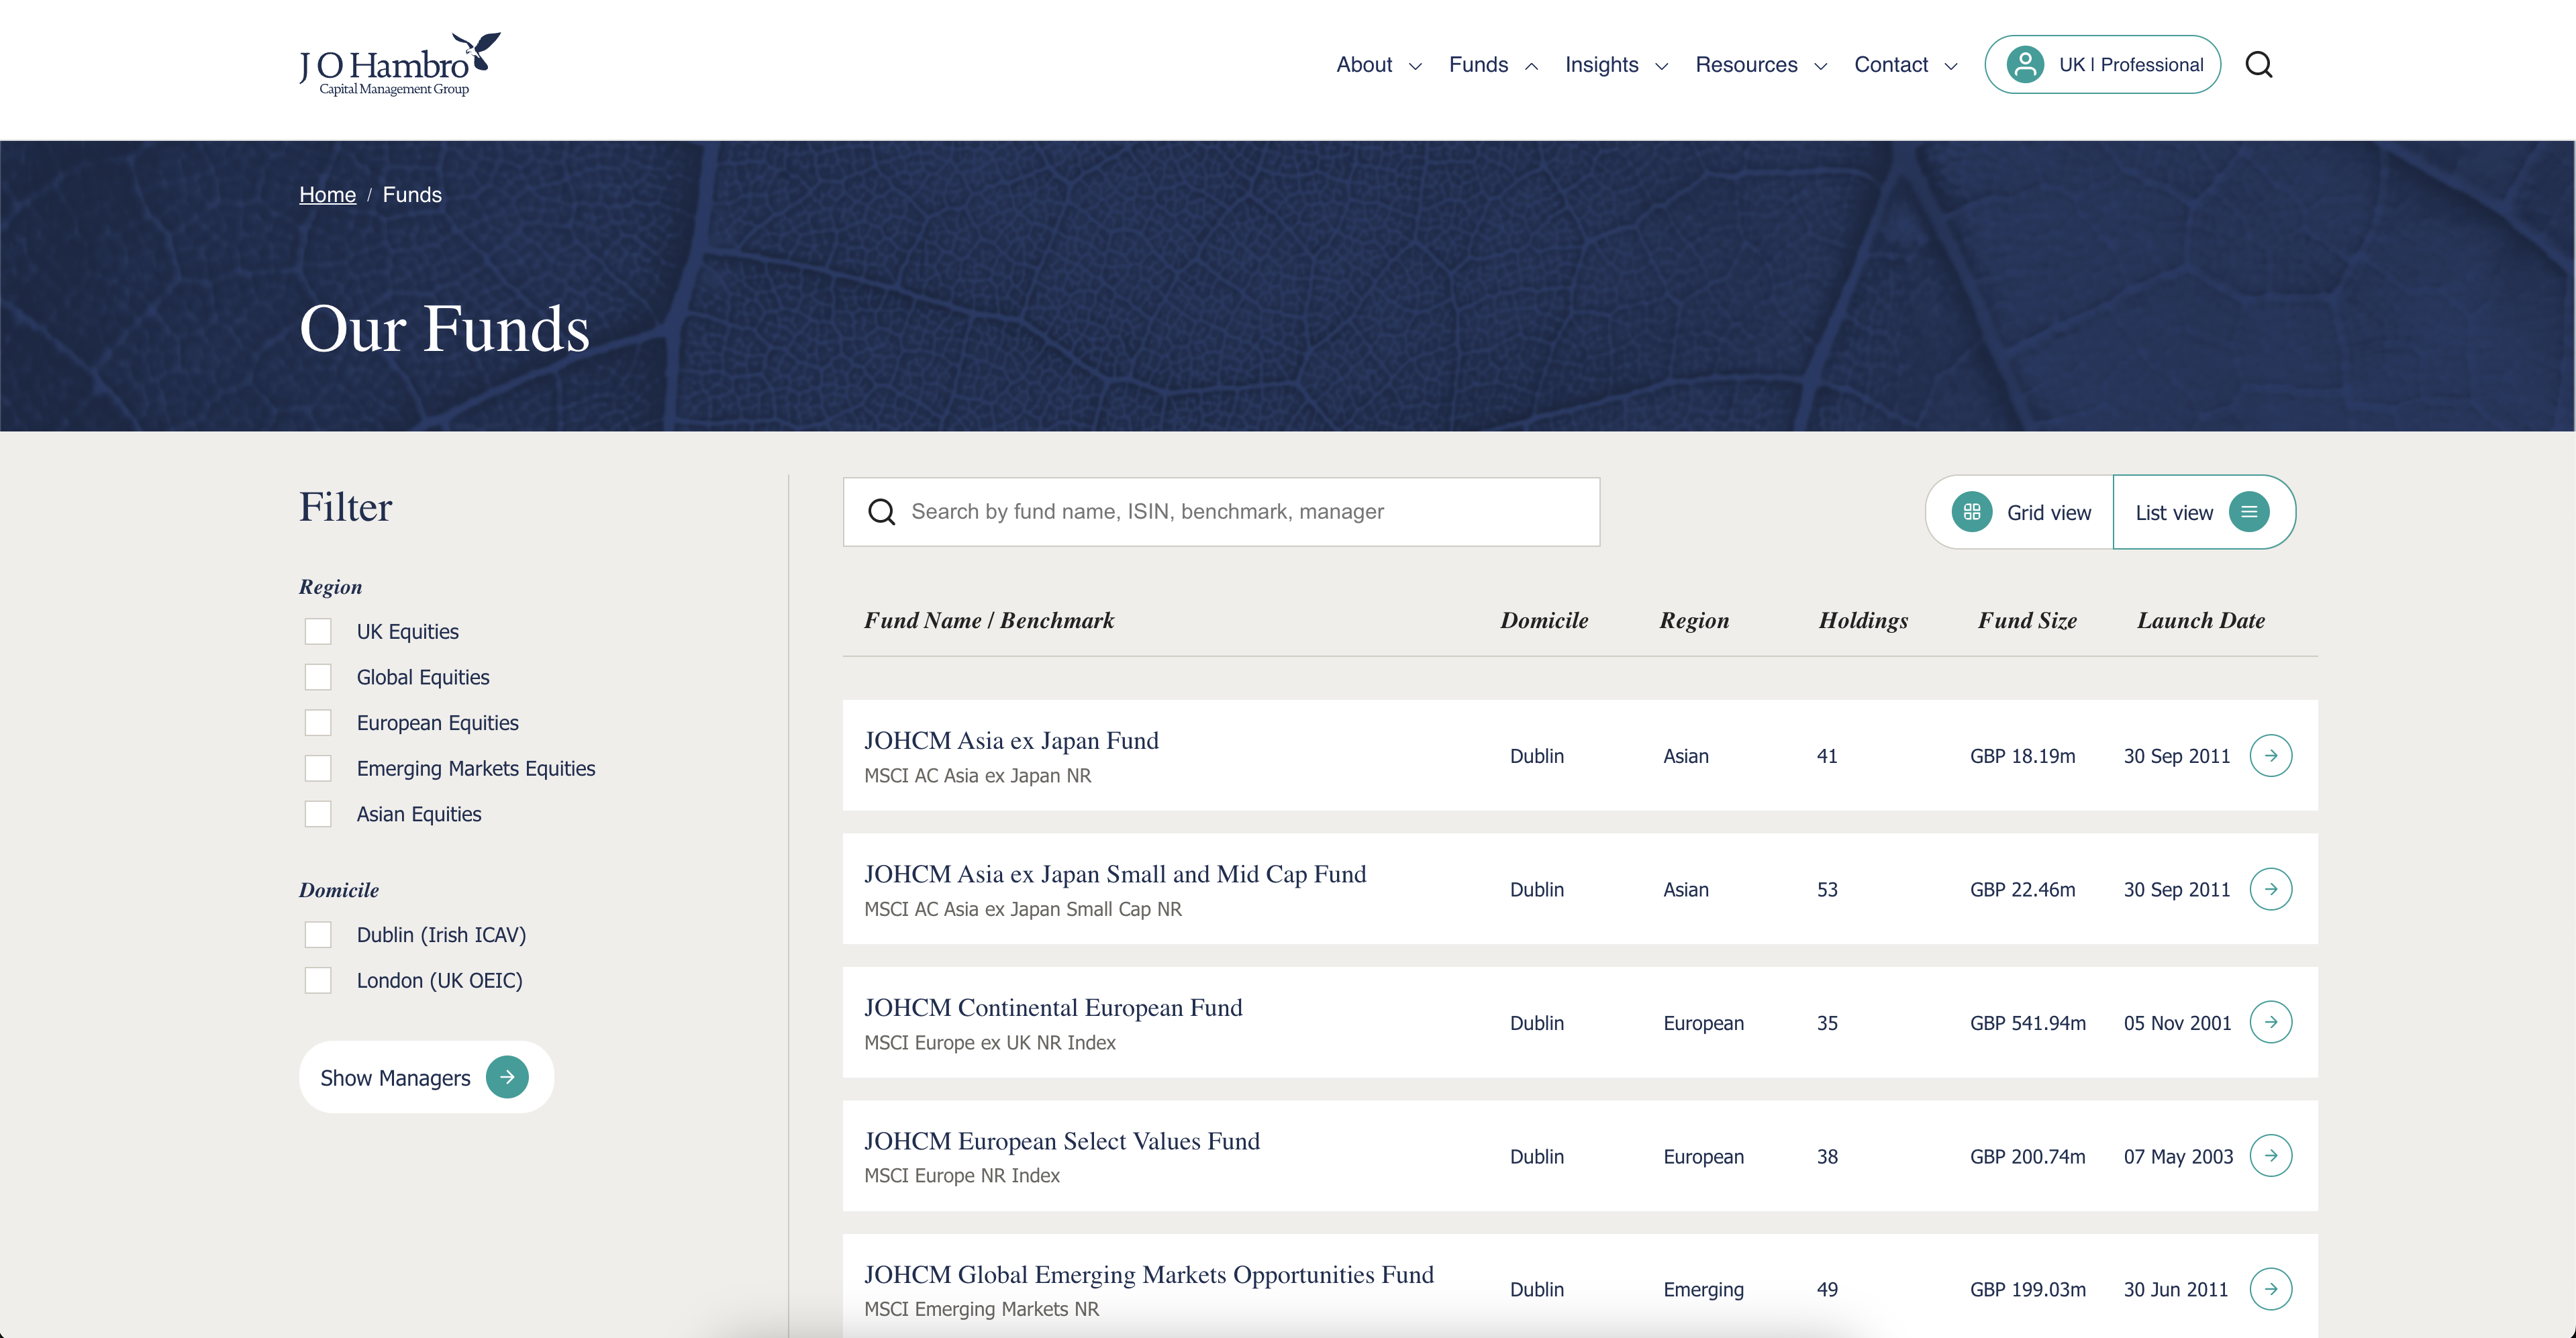 J O Hambro
Capital Management Group
About
Funds
Insights
Resources
Contact
UK | Professional
Home / Funds
Our Funds
Filter
Region
UK Equities
Global Equities
European Equities
Emerging Markets Equities
Asian Equities
Domicile
Dublin (Irish ICAV)
London (UK OEIC)
Show Managers
Search by fund name, ISIN, benchmark, manager
Grid view
List view
Fund Name / Benchmark Domicile Region Holdings Fund Size Launch Date
JOHCM Asia ex Japan Fund
MSCI AC Asia ex Japan NR
Dublin Asian 41 GBP 18.19m 30 Sep 2011
JOHCM Asia ex Japan Small and Mid Cap Fund
MSCI AC Asia ex Japan Small Cap NR
Dublin Asian 53 GBP 22.46m 30 Sep 2011
JOHCM Continental European Fund
MSCI Europe ex UK NR Index
Dublin European 35 GBP 541.94m 05 Nov 2001
JOHCM European Select Values Fund
MSCI Europe NR Index
Dublin European 38 GBP 200.74m 07 May 2003
JOHCM Global Emerging Markets Opportunities Fund
MSCI Emerging Markets NR
Dublin Emerging 49 GBP 199.03m 30 Jun 2011